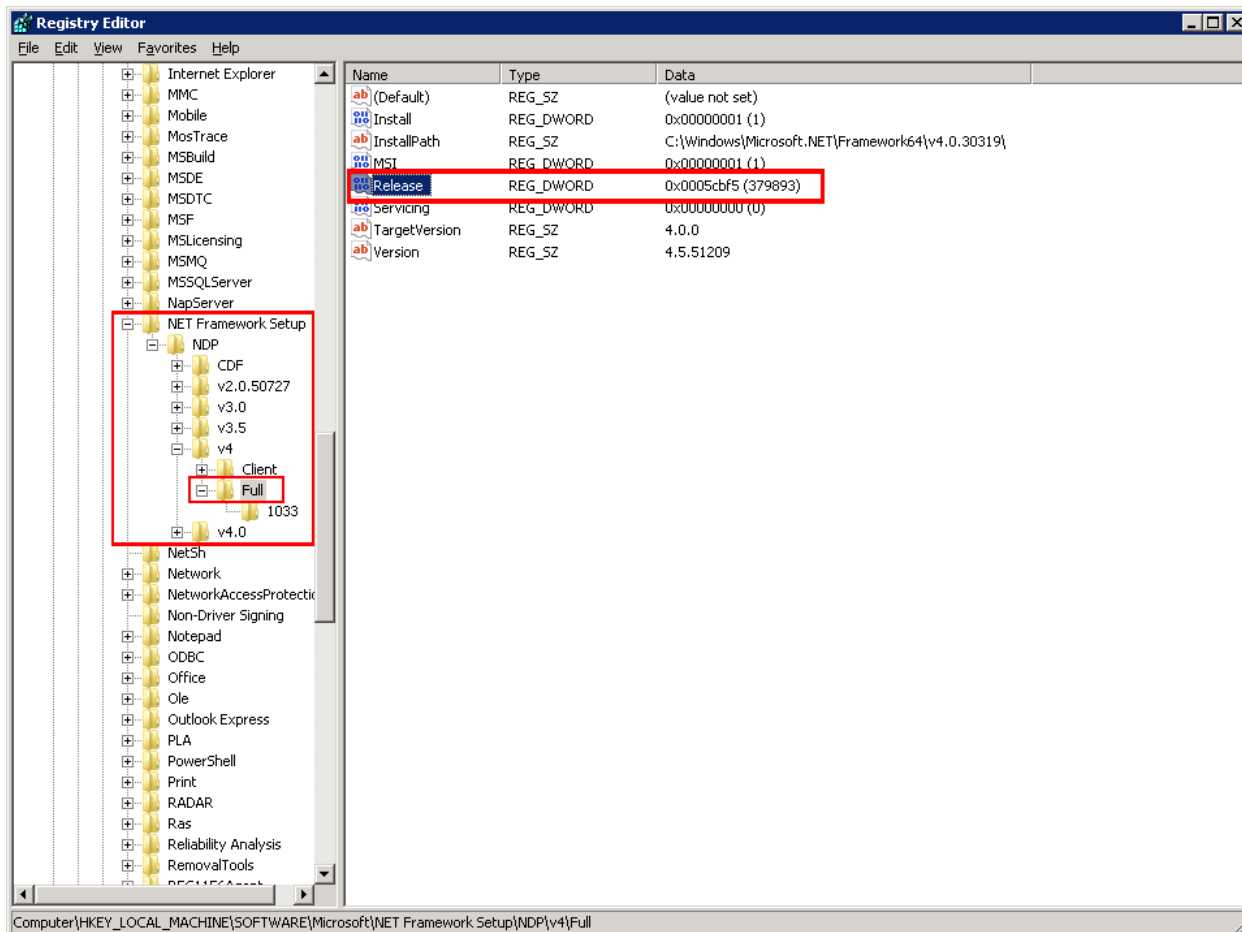 Registry Editor
File Edit View Favorites Help
Internet Explorer
MMC
Mobile
MosTrace
MSBuild
MSDE
MSDTC
MSF
MSLicensing
MSMQ
MSSQLServer
NapServer
NET Framework Setup
NDP
CDF
v2.0.50727
v3.0
v3.5
v4
Client
Full
1033
v4.0
NetSh
Network
NetworkAccessProtectic
Non-Driver Signing
Notepad
ODBC
Office
Ole
Outlook Express
PLA
PowerShell
Print
RADAR
Ras
Reliability Analysis
RemovalTools
Name Type Data
(Default) REG_SZ (value not set)
Install REG_DWORD 0x00000001 (1)
InstallPath REG_SZ C:\Windows\Microsoft.NET\Framework64\v4.0.30319\
MSI REG_DWORD 0x00000001 (1)
Release REG_DWORD 0x0005cbf5 (379893)
Servicing REG_DWORD 0x00000000 (0)
TargetVersion REG_SZ 4.0.0
Version REG_SZ 4.5.51209
Computer\HKEY_LOCAL_MACHINE\SOFTWARE\Microsoft\NET Framework Setup\NDP\v4\Full